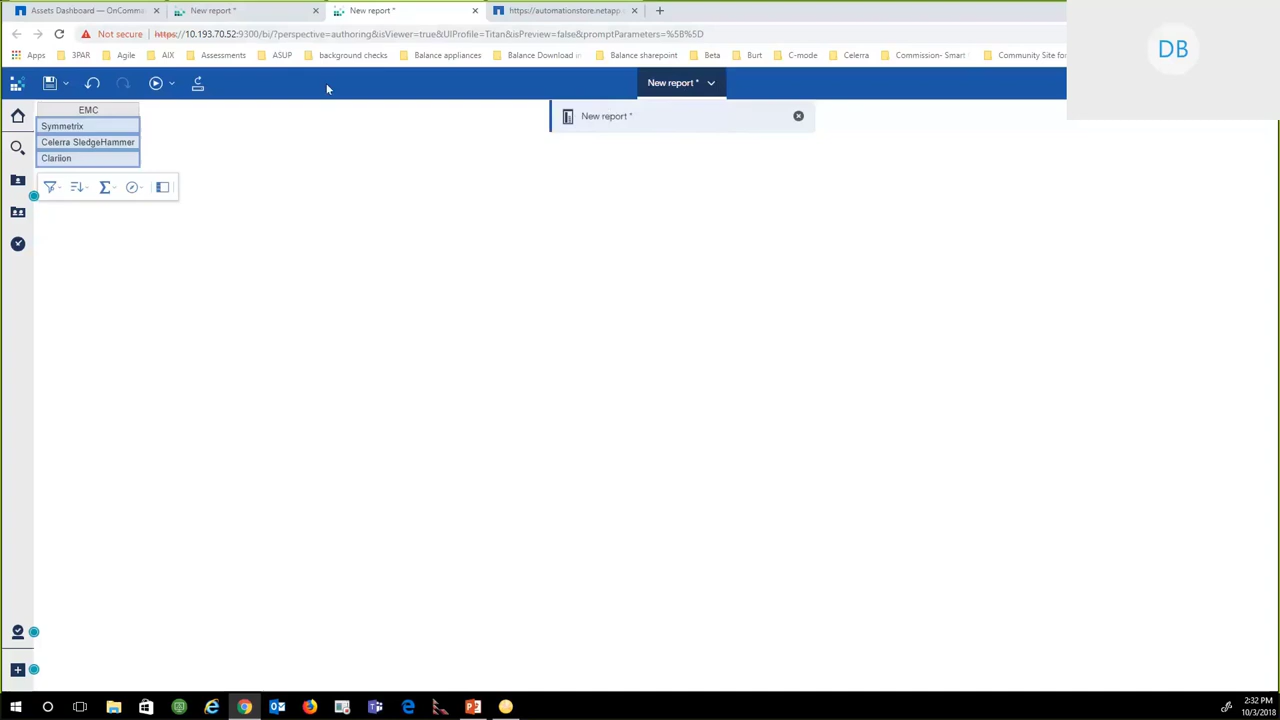 Assets Dashboard — OnComma
New report *
New report *
https://automationstore.netapp.
Not secure
https://10.193.70.52:9300/bi/?perspective=authoring&isViewer=true&UIProfile=Titan&isPreview=false&promptParameters=%5B%5D
Apps
3PAR
Agile
AIX
Assessments
ASUP
background checks
Balance appliances
Balance Download in
Balance sharepoint
Beta
Burt
C-mode
Celerra
Commission- Smart
Community Site for
DB
New report *
New report *
EMC
Symmetrix
Celerra SledgeHammer
Clariion
2:32 PM
10/3/2018